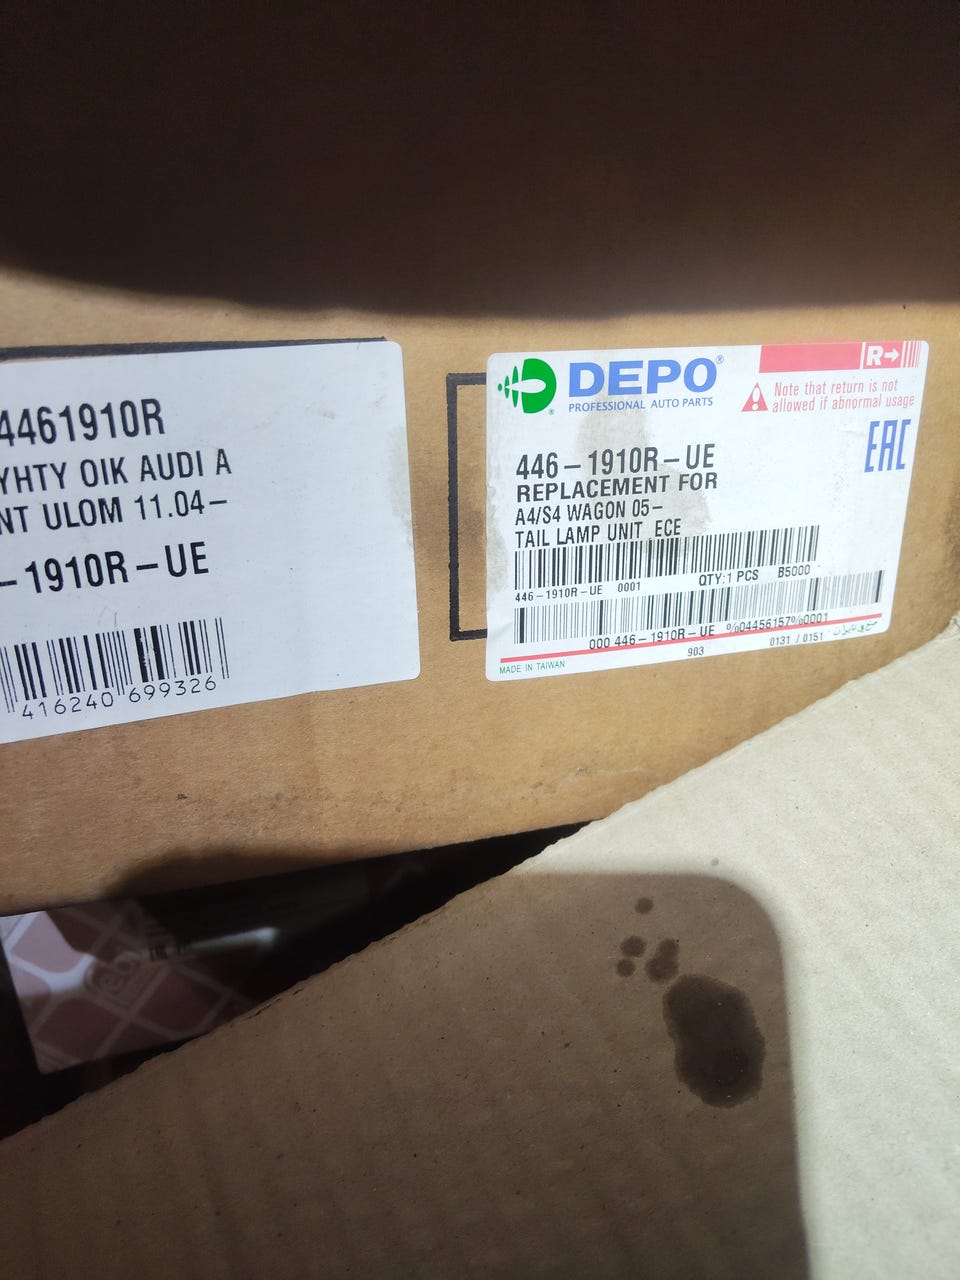 4461910R
YHTY OIK AUDI A
NT ULOM 11.04-
-1910R-UE
416240 699326
DEPO®
PROFESSIONAL AUTO PARTS
R→
Note that return is not
allowed if abnormal usage
EAC
446-1910R-UE
REPLACEMENT FOR
A4/S4 WAGON 05-
TAIL LAMP UNIT ECE
446-1910R-UE 0001
QTY:1 PCS B5000
000 446-1910R-UE %04456157%0001
MADE IN TAIWAN
903
0131 / 0151